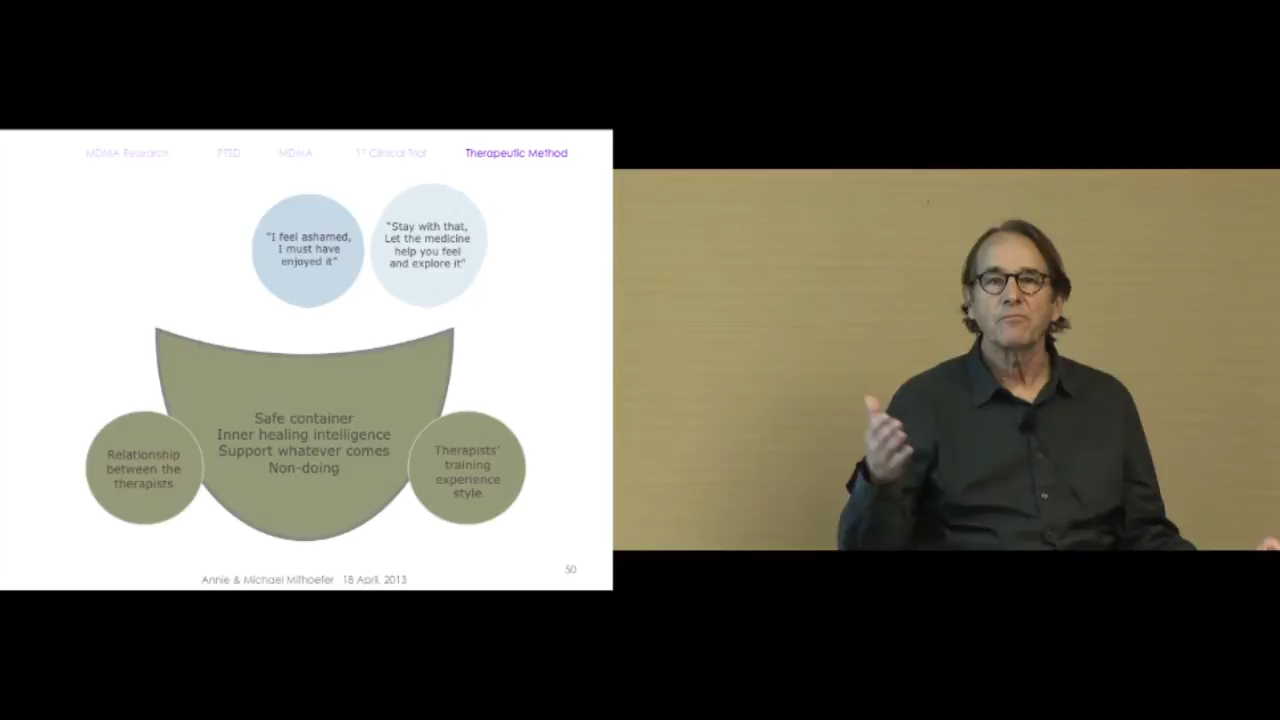 MDMA Research PTSD MDMA 1st Clinical Trial Therapeutic Method
"I feel ashamed,
I must have
enjoyed it"
"Stay with that,
Let the medicine
help you feel
and explore it"
Safe container
Inner healing intelligence
Support whatever comes
Non-doing
Relationship
between the
therapists
Therapists'
training
experience
style
50
Annie & Michael Mithoefer 18 April, 2013